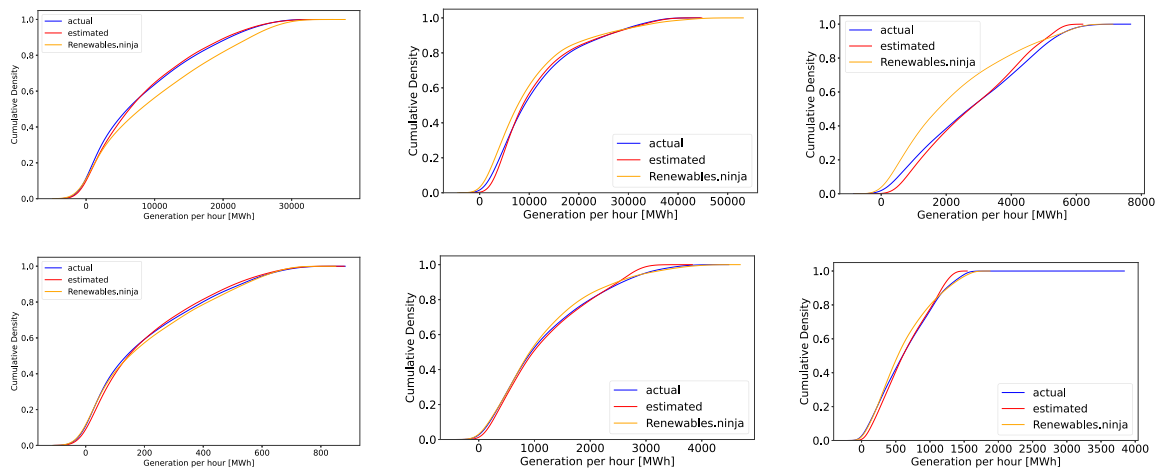 actual
estimated
Renewables.ninja
Cumulative Density
1.0
0.8
0.6
0.4
0.2
0.0
0 10000 20000 30000
Generation per hour [MWh]
Cumulative Density
1.0
0.8
0.6
0.4
0.2
0.0
actual
estimated
Renewables.ninja
0 10000 20000 30000 40000 50000
Generation per hour [MWh]
actual
estimated
Renewables.ninja
Cumulative Density
1.0
0.8
0.6
0.4
0.2
0.0
0 2000 4000 6000 8000
Generation per hour [MWh]
actual
estimated
Renewables.ninja
Cumulative Density
1.0
0.8
0.6
0.4
0.2
0.0
0 200 400 600 800
Generation per hour [MWh]
Cumulative Density
1.0
0.8
0.6
0.4
0.2
0.0
actual
estimated
Renewables.ninja
0 1000 2000 3000 4000
Generation per hour [MWh]
Cumulative Density
1.0
0.8
0.6
0.4
0.2
0.0
actual
estimated
Renewables.ninja
0 500 1000 1500 2000 2500 3000 3500 4000
Generation per hour [MWh]